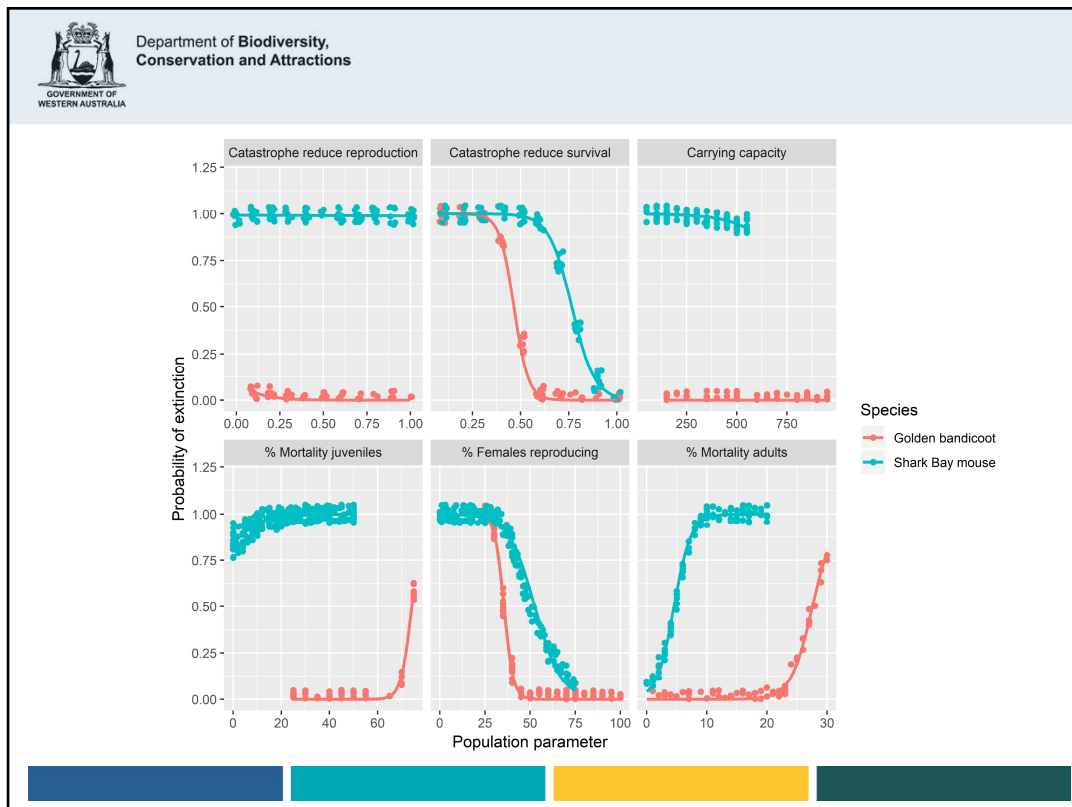 Department of Biodiversity,
Conservation and Attractions
GOVERNMENT OF
WESTERN AUSTRALIA
Catastrophe reduce reproduction
Catastrophe reduce survival
Carrying capacity
1.25
1.00
0.75
0.50
0.25
0.00
0.00 0.25 0.50 0.75 1.00
0.25 0.50 0.75 1.00
250 500 750
Probability of extinction
% Mortality juveniles
% Females reproducing
% Mortality adults
1.25
1.00
0.75
0.50
0.25
0.00
0 20 40 60
0 25 50 75 100
0 10 20 30
Population parameter
Species
Golden bandicoot
Shark Bay mouse